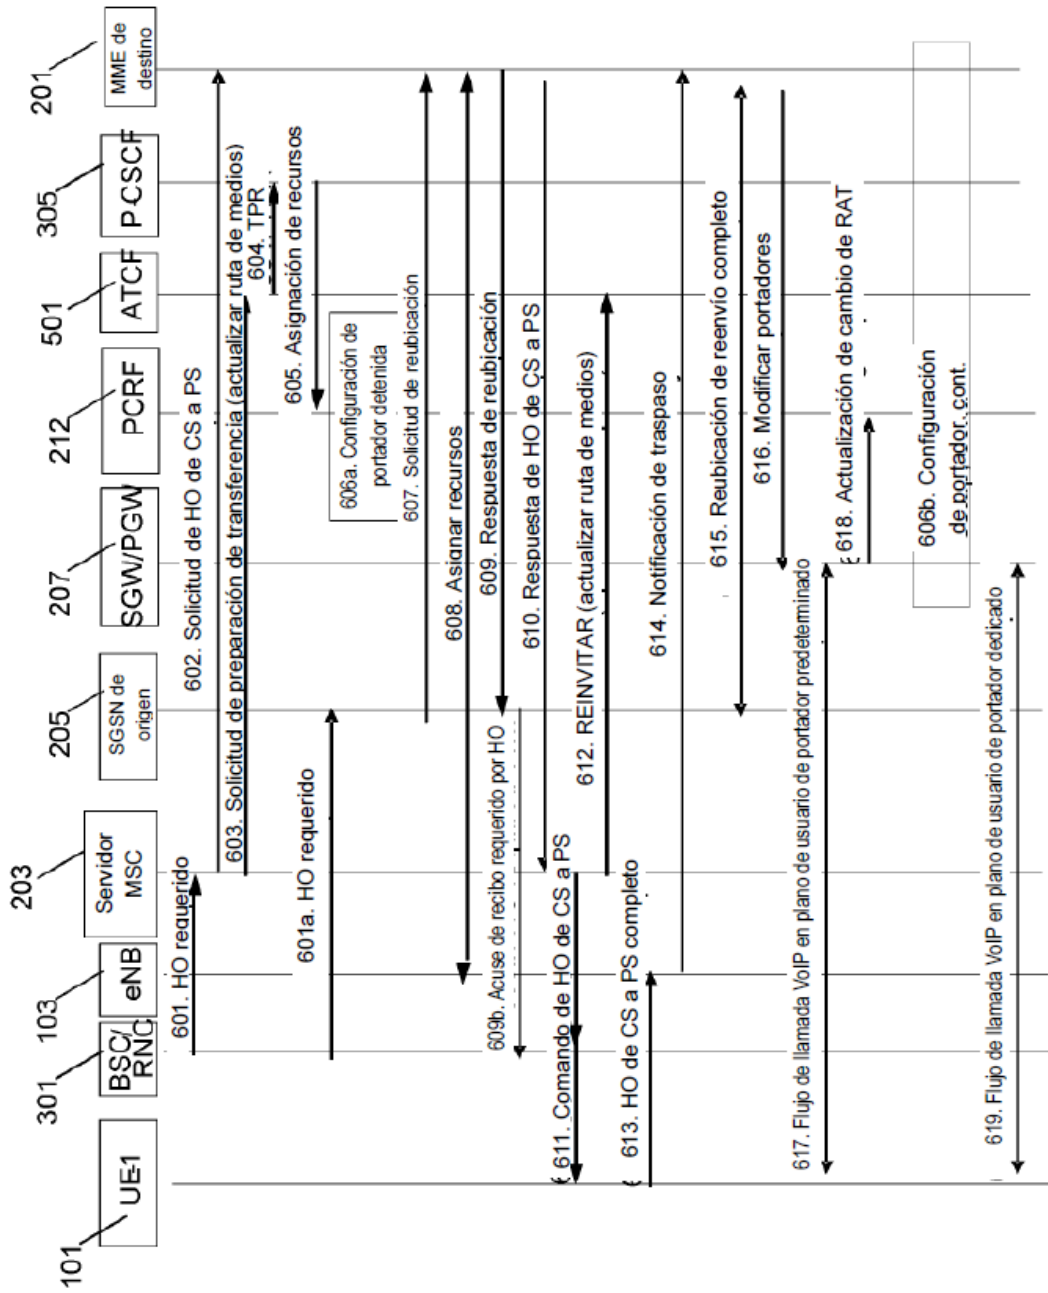 101
UE-1
301
BSC/
RNC
103
eNB
203
Servidor
MSC
205
SGSN de
origen
207
SGW/PGW
212
PCRF
501
ATCF
305
P-CSCF
201
MME de
destino
601. HO requerido
602. Solicitud de HO de CS a PS
603. Solicitud de preparación de transferencia (actualizar ruta de medios)
604. TPR
605. Asignación de recursos
601a. HO requerido
606a. Configuración de
portador detenida
607. Solicitud de reubicación
608. Asignar recursos
609. Respuesta de reubicación
609b. Acuse de recibo requerido por HO
610. Respuesta de HO de CS a PS
611. Comando de HO de CS a PS
612. REINVITAR (actualizar ruta de medios)
613. HO de CS a PS completo
614. Notificación de traspaso
615. Reubicación de reenvío completo
616. Modificar portadores
617. Flujo de llamada VoIP en plano de usuario de portador predeterminado
618. Actualización de cambio de RAT
606b. Configuración
de portador, cont.
619. Flujo de llamada VoIP en plano de usuario de portador dedicado